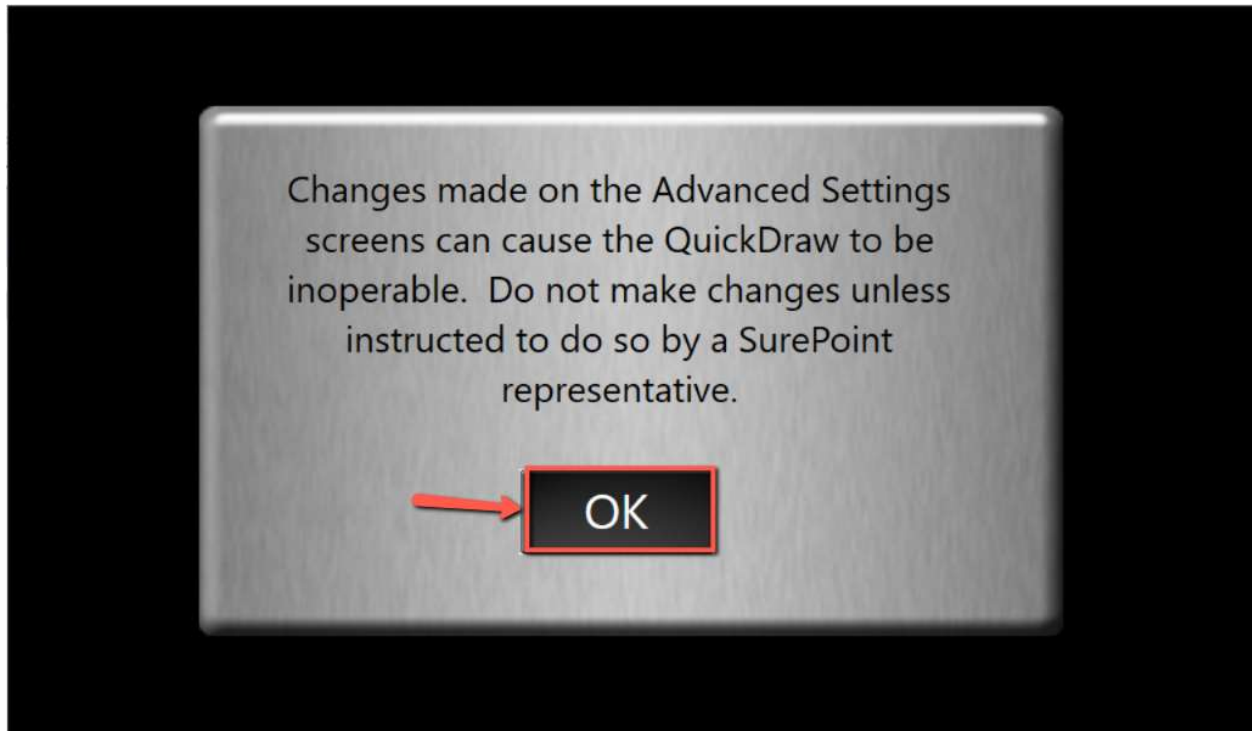 Changes made on the Advanced Settings
screens can cause the QuickDraw to be
inoperable.  Do not make changes unless
instructed to do so by a SurePoint
representative.
OK